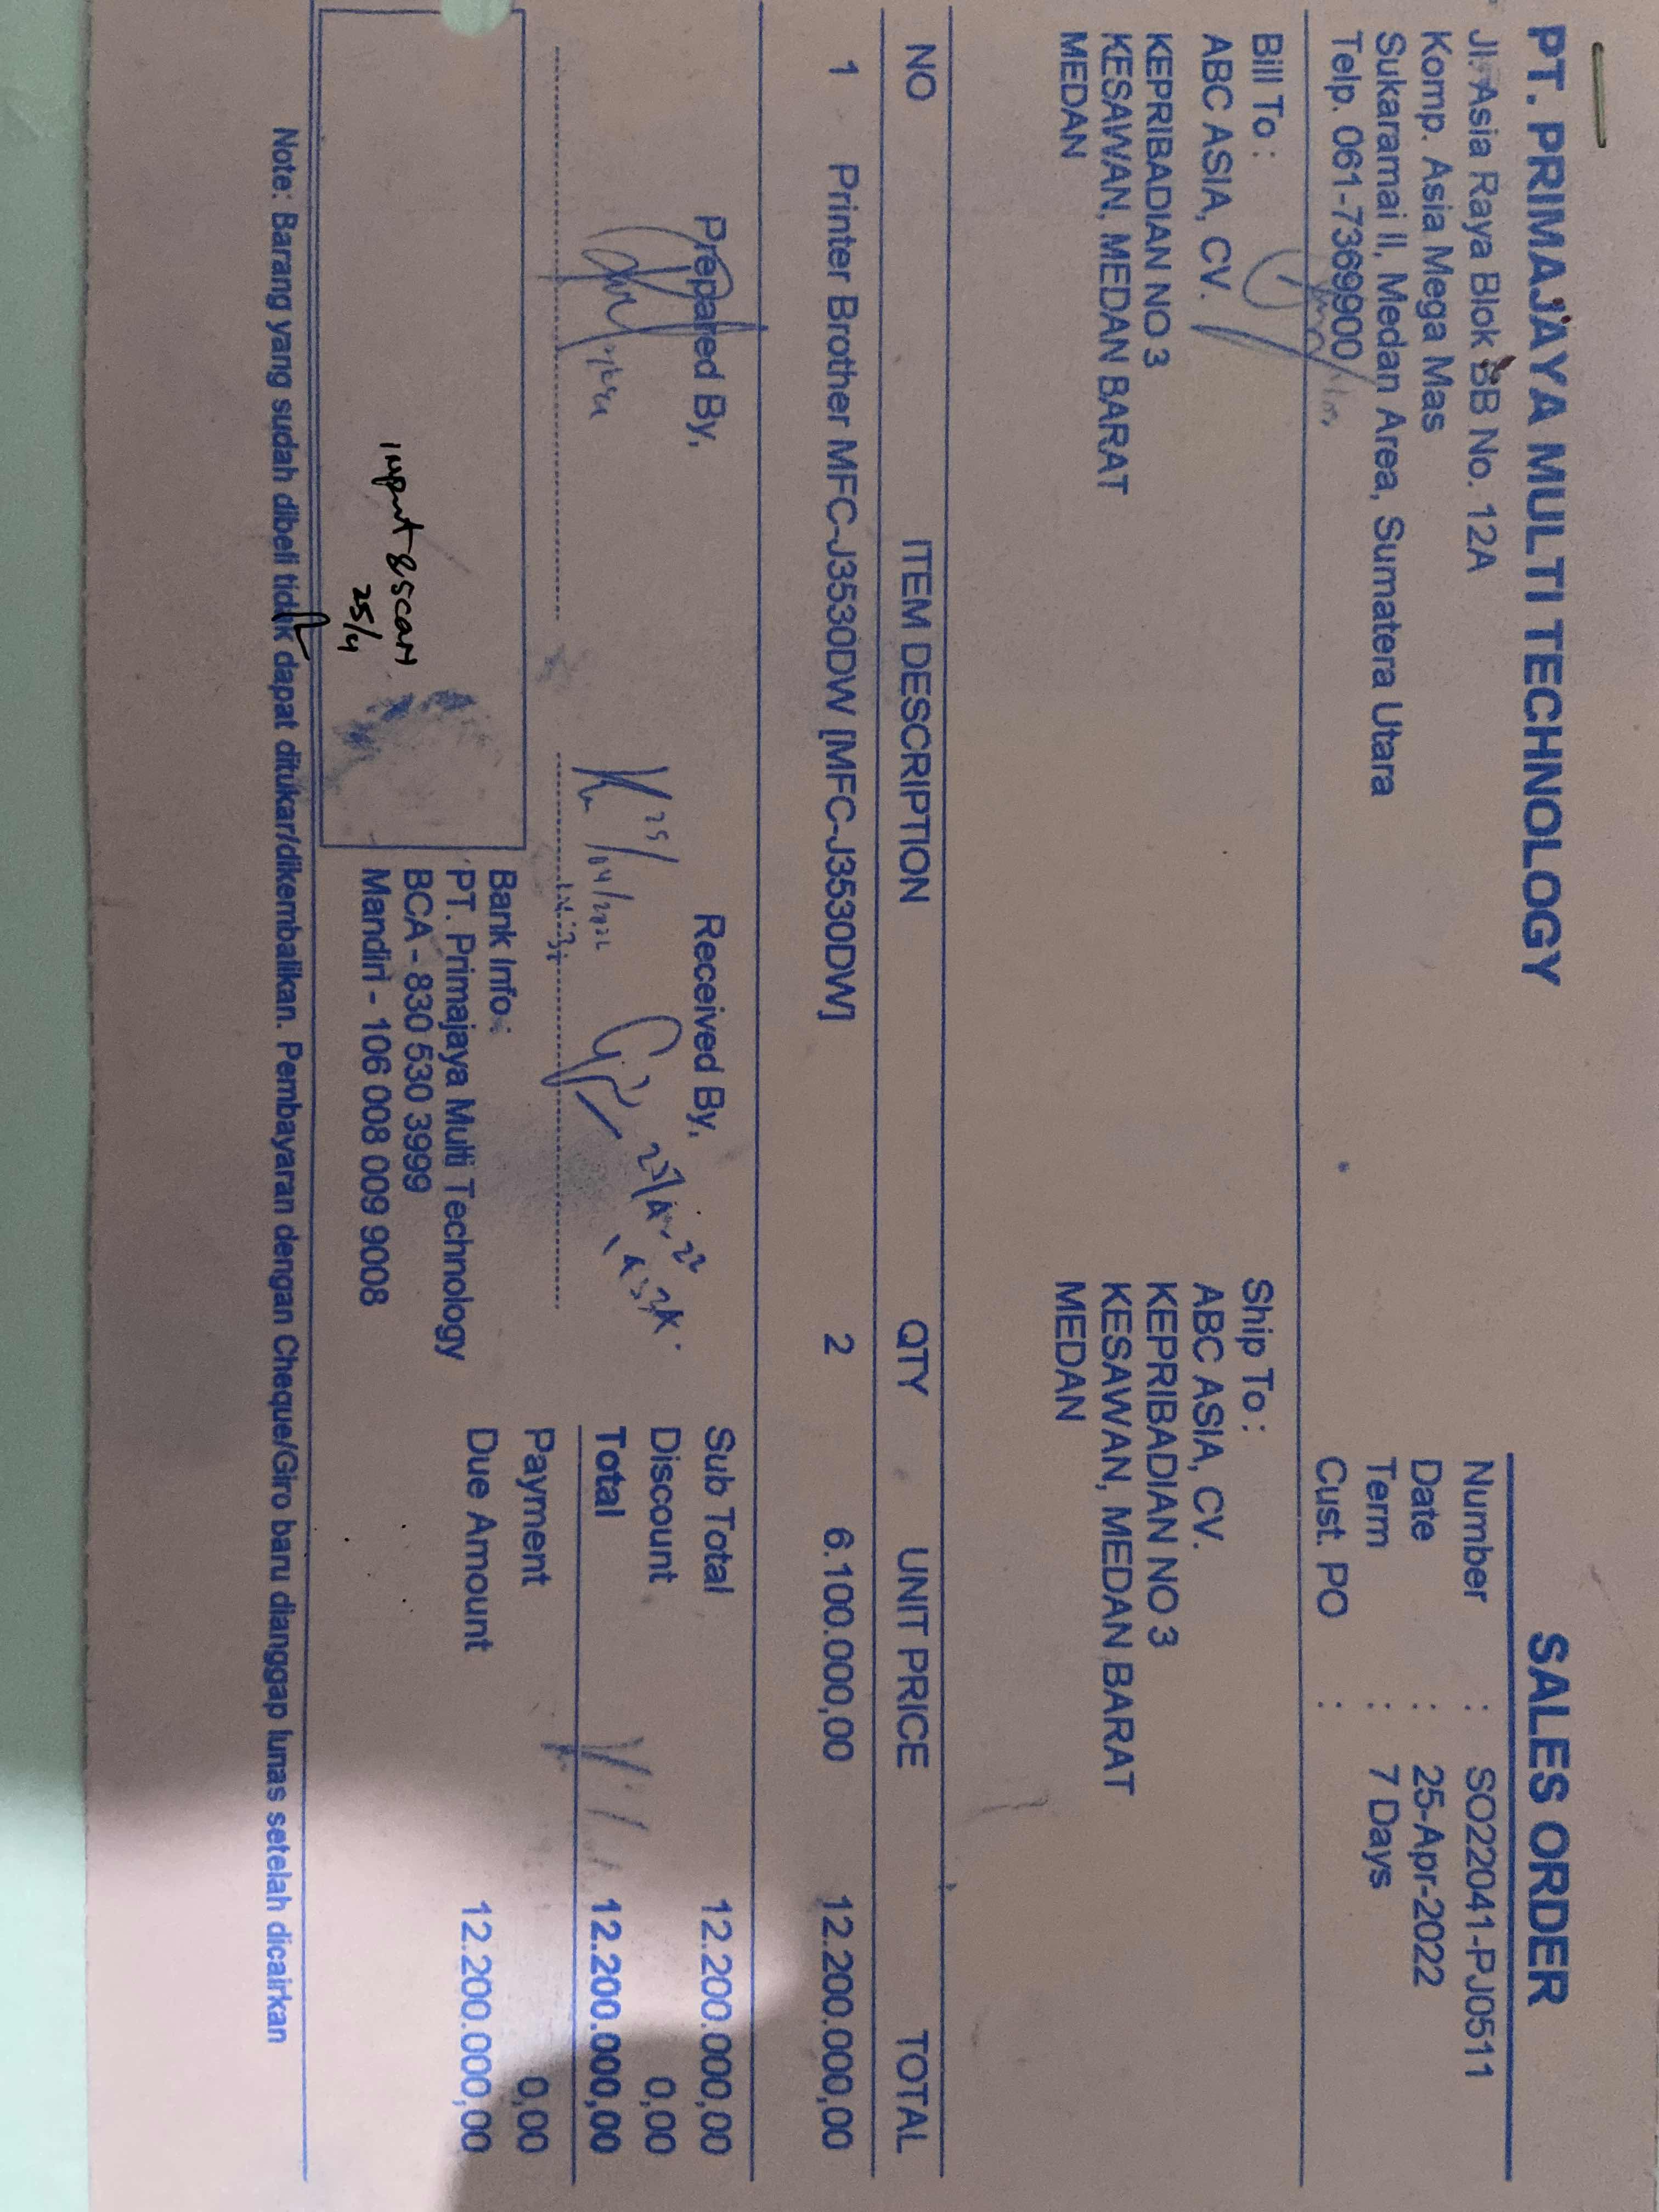 PT. PRIMAJAYA MULTI TECHNOLOGY
Jl. Asia Raya Blok BB No. 12A
Komp. Asia Mega Mas
Sukaramai II, Medan Area, Sumatera Utara
Telp. 061-7369900
SALES ORDER
Number : SO22041-PJ0511
Date : 25-Apr-2022
Term : 7 Days
Cust. PO :
Bill To :
ABC ASIA, CV.
KEPRIBADIAN NO 3
KESAWAN, MEDAN BARAT
MEDAN
Ship To :
ABC ASIA, CV.
KEPRIBADIAN NO 3
KESAWAN, MEDAN BARAT
MEDAN
NO ITEM DESCRIPTION QTY UNIT PRICE TOTAL
1 Printer Brother MFC-J3530DW [MFC-J3530DW] 2 6.100.000,00 12.200.000,00
Prepared By,
Received By,
25/04/2022
Sub Total 12.200.000,00
Discount 0,00
Total 12.200.000,00
Payment 0,00
Due Amount 12.200.000,00
input & scan
25/4
Bank Info :
PT. Primajaya Multi Technology
BCA - 830 530 3999
Mandiri - 106 008 009 9008
Note: Barang yang sudah dibeli tidak dapat ditukar/dikembalikan. Pembayaran dengan Cheque/Giro baru dianggap lunas setelah dicairkan